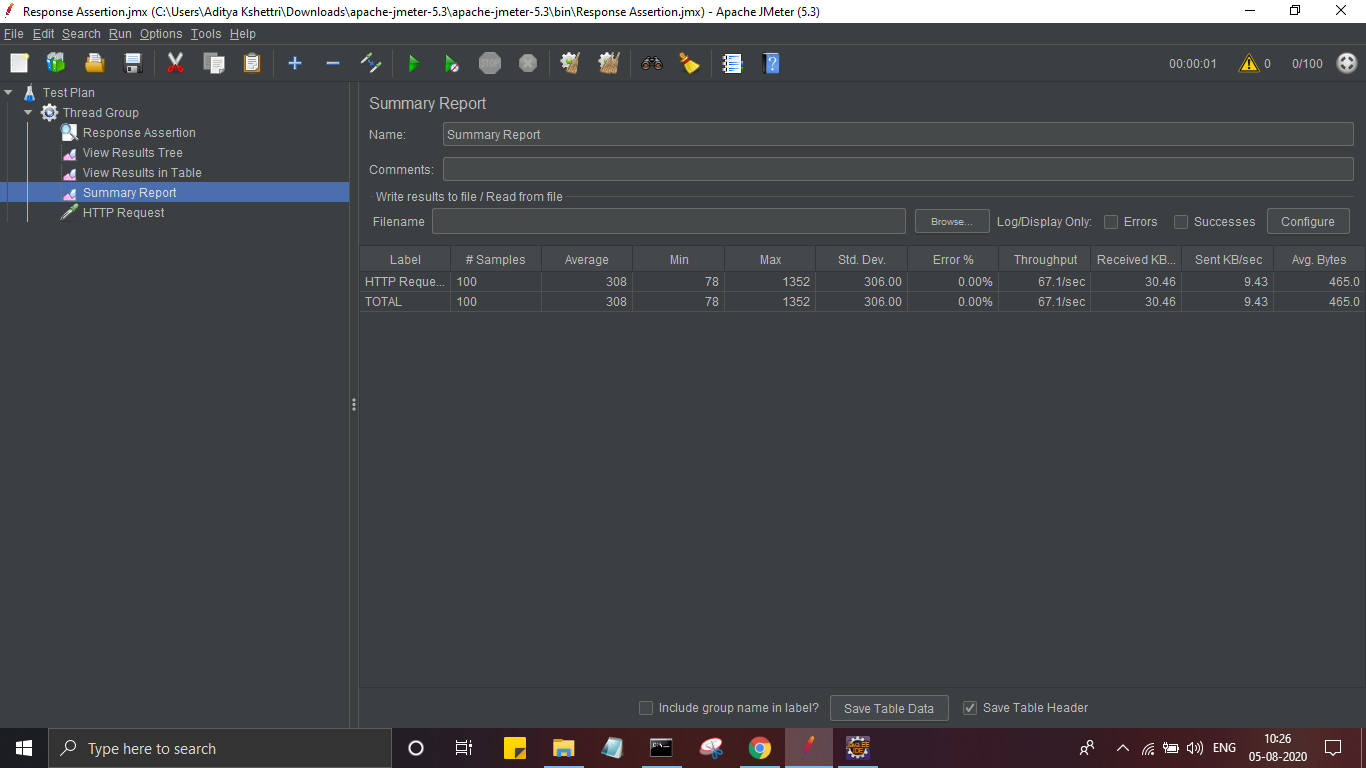 Response Assertion.jmx (C:\Users\Aditya Kshettri\Downloads\apache-jmeter-5.3\apache-jmeter-5.3\bin\Response Assertion.jmx) - Apache JMeter (5.3)
File Edit Search Run Options Tools Help
00:00:01 0 0/100
Test Plan
Thread Group
Response Assertion
View Results Tree
View Results in Table
Summary Report
HTTP Request
Summary Report
Name: Summary Report
Comments:
Write results to file / Read from file
Filename Browse... Log/Display Only: Errors Successes Configure
Label # Samples Average Min Max Std. Dev. Error % Throughput Received KB... Sent KB/sec Avg. Bytes
HTTP Reque... 100 308 78 1352 306.00 0.00% 67.1/sec 30.46 9.43 465.0
TOTAL 100 308 78 1352 306.00 0.00% 67.1/sec 30.46 9.43 465.0
Include group name in label? Save Table Data Save Table Header
Type here to search
ENG
10:26
05-08-2020